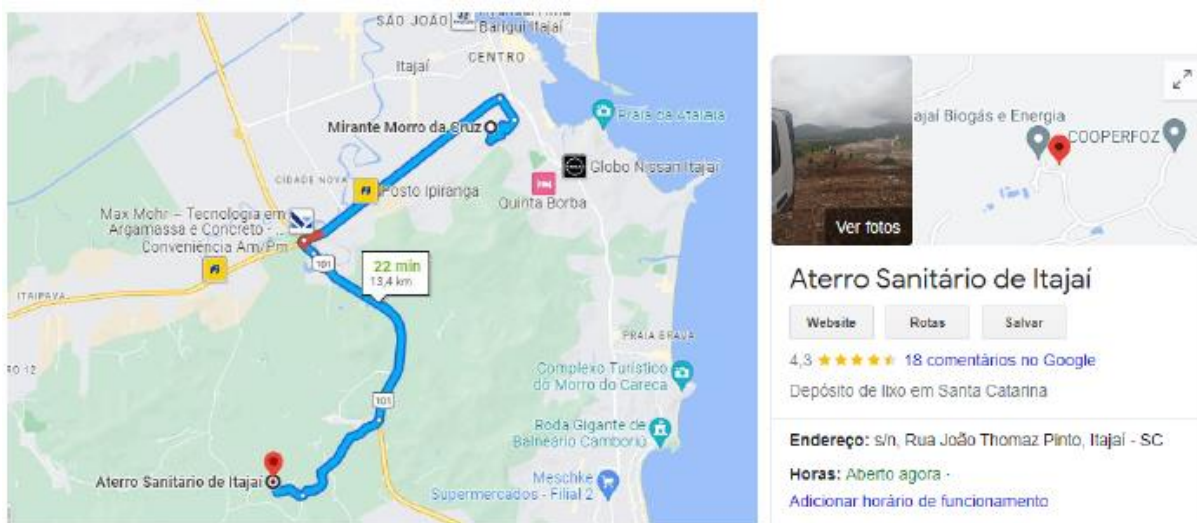 SÃO JOÃO
Barigui Itajaí
CENTRO
Itajaí
Mirante Morro da Cruz
Praia da Atalaia
Globo Nissan Itajaí
CIDADE NOVA
Posto Ipiranga
Quinta Borba
Max Mohr – Tecnologia em
Argamassa e Concreto - ...
Conveniência Am/Pm
101
22 min
13,4 km
ITAIPAVA
PRAIA BRAVA
RO 12
Complexo Turístico
do Morro do Careca
101
Roda Gigante de
Balneário Camboriú
Aterro Sanitário de Itajaí
Meschke
Supermercados - Filial 2
ajaí Biogás e Energia
COOPERFOZ
Ver fotos
Aterro Sanitário de Itajaí
Website Rotas Salvar
4,3 18 comentários no Google
Depósito de lixo em Santa Catarina
Endereço: s/n, Rua João Thomaz Pinto, Itajaí - SC
Horas: Aberto agora ·
Adicionar horário de funcionamento